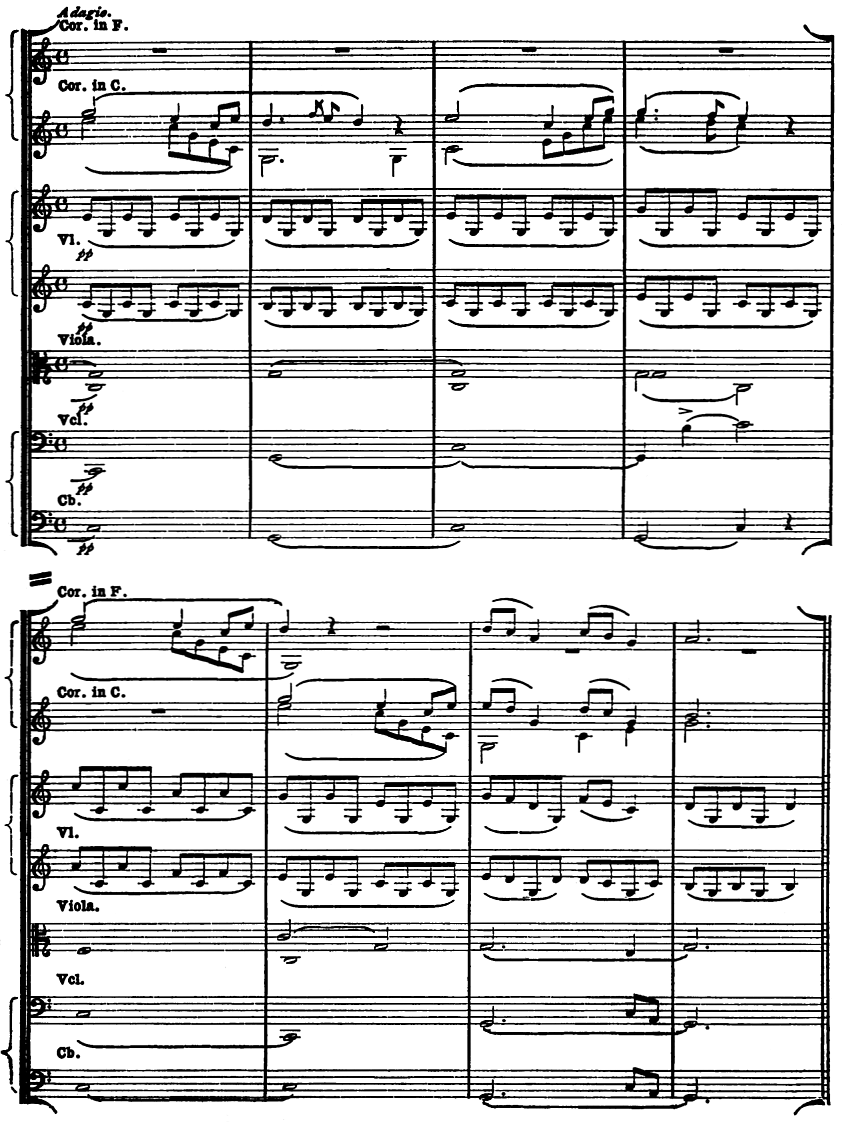 Adagio.
Cor. in F.
Cor. in C.
Vl.
pp
pp
Viola.
pp
Vcl.
pp
Cb.
pp
Cor. in F.
Cor. in C.
Vl.
Viola.
Vcl.
Cb.